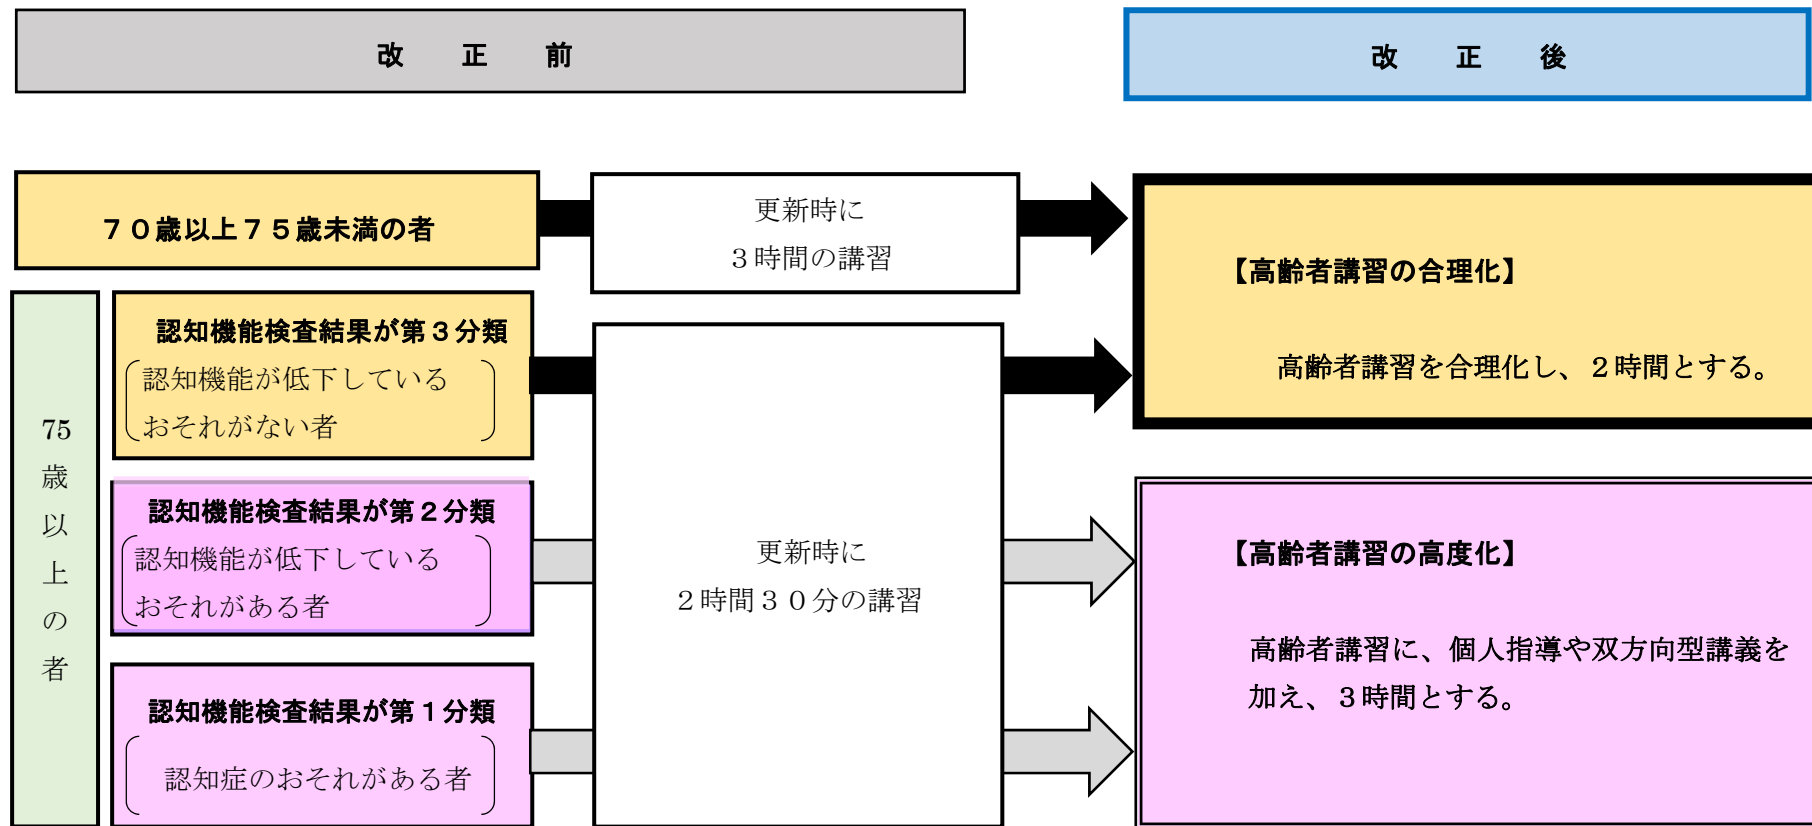 改正前
改正後
７０歳以上７５歳未満の者
更新時に
３時間の講習
【高齢者講習の合理化】
高齢者講習を合理化し、２時間とする。
75歳以上の者
認知機能検査結果が第３分類
認知機能が低下している
おそれがない者
認知機能検査結果が第２分類
認知機能が低下している
おそれがある者
認知機能検査結果が第１分類
認知症のおそれがある者
更新時に
２時間３０分の講習
【高齢者講習の高度化】
高齢者講習に、個人指導や双方向型講義を
加え、３時間とする。